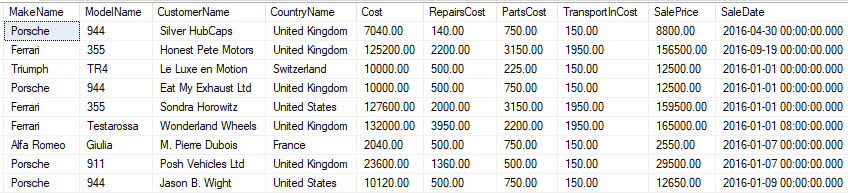 MakeName ModelName CustomerName CountryName Cost RepairsCost PartsCost TransportInCost SalePrice SaleDate
Porsche 944 Silver HubCaps United Kingdom 7040.00 140.00 750.00 150.00 8800.00 2016-04-30 00:00:00.000
Ferrari 355 Honest Pete Motors United Kingdom 125200.00 2200.00 3150.00 1950.00 156500.00 2016-09-19 00:00:00.000
Triumph TR4 Le Luxe en Motion Switzerland 10000.00 500.00 225.00 150.00 12500.00 2016-01-01 00:00:00.000
Porsche 944 Eat My Exhaust Ltd United Kingdom 10000.00 500.00 750.00 150.00 12500.00 2016-01-01 00:00:00.000
Ferrari 355 Sondra Horowitz United States 127600.00 2000.00 3150.00 1950.00 159500.00 2016-01-01 00:00:00.000
Ferrari Testarossa Wonderland Wheels United Kingdom 132000.00 3950.00 2200.00 1950.00 165000.00 2016-01-01 08:00:00.000
Alfa Romeo Giulia M. Pierre Dubois France 2040.00 500.00 750.00 150.00 2550.00 2016-01-07 00:00:00.000
Porsche 911 Posh Vehicles Ltd United Kingdom 23600.00 1360.00 500.00 150.00 29500.00 2016-01-07 00:00:00.000
Porsche 944 Jason B. Wight United States 10120.00 500.00 750.00 150.00 12650.00 2016-01-09 00:00:00.000